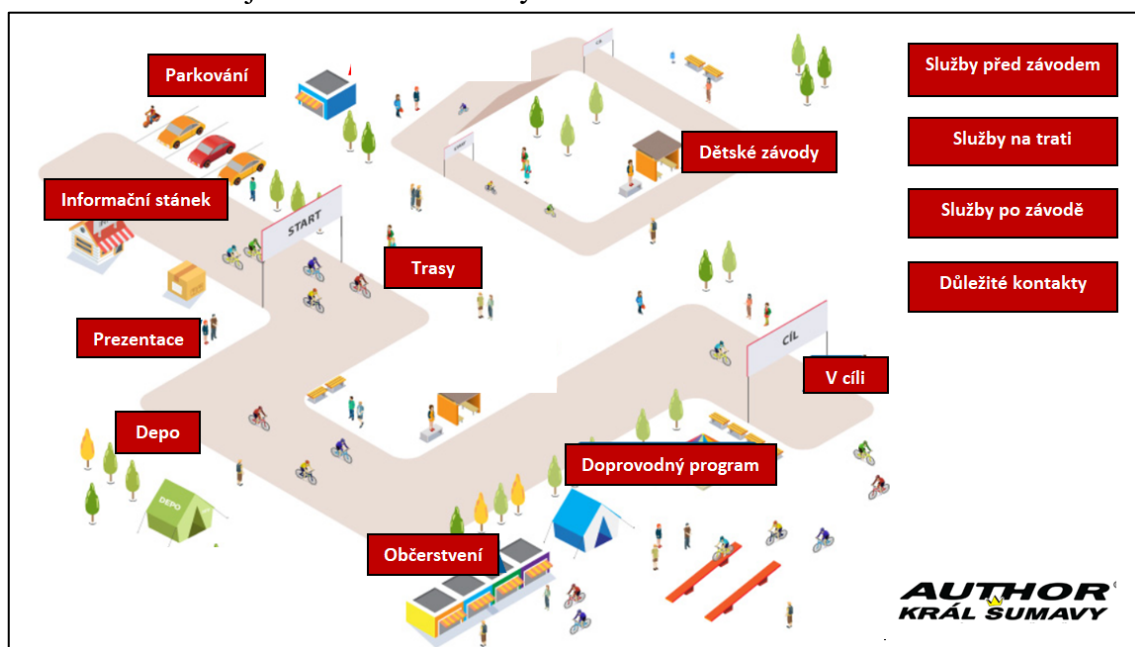 Parkování
Služby před závodem
Služby na trati
Dětské závody
Informační stánek
Služby po závodě
START
Trasy
Důležité kontakty
Prezentace
CÍL
V cíli
Depo
Doprovodný program
DEPO
Občerstvení
AUTHOR
KRÁL ŠUMAVY